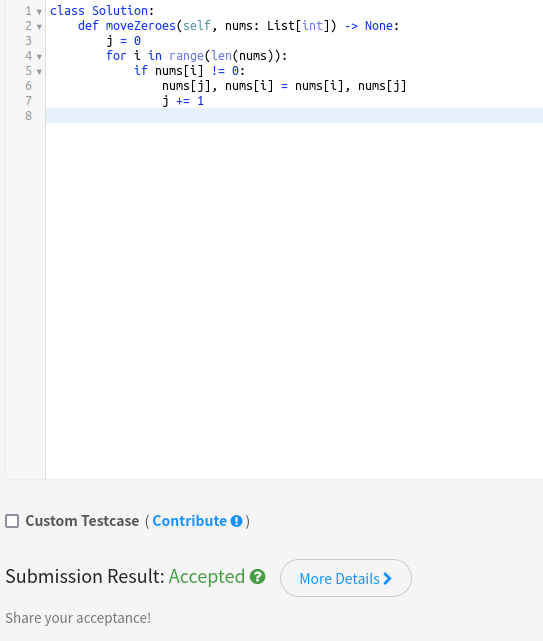 1 class Solution:
2     def moveZeroes(self, nums: List[int]) -> None:
3         j = 0
4         for i in range(len(nums)):
5             if nums[i] != 0:
6                 nums[j], nums[i] = nums[i], nums[j]
7                 j += 1
8
Custom Testcase ( Contribute )
Submission Result: Accepted More Details
Share your acceptance!